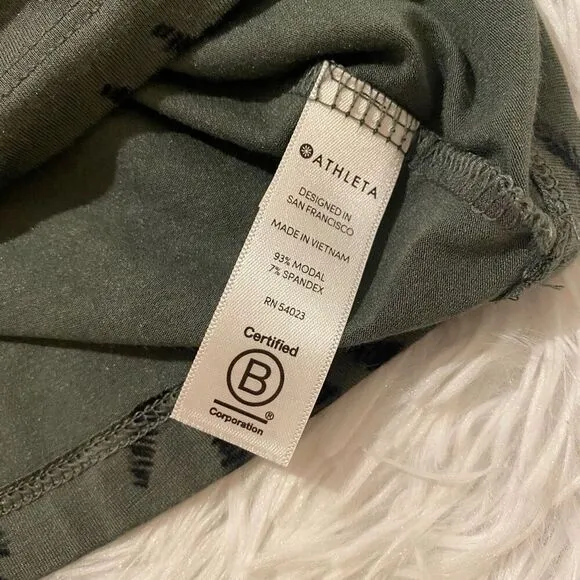 ATHLETA
DESIGNED IN
SAN FRANCISCO
MADE IN VIETNAM
93% MODAL
7% SPANDEX
RN 54023
Certified
B
®
Corporation